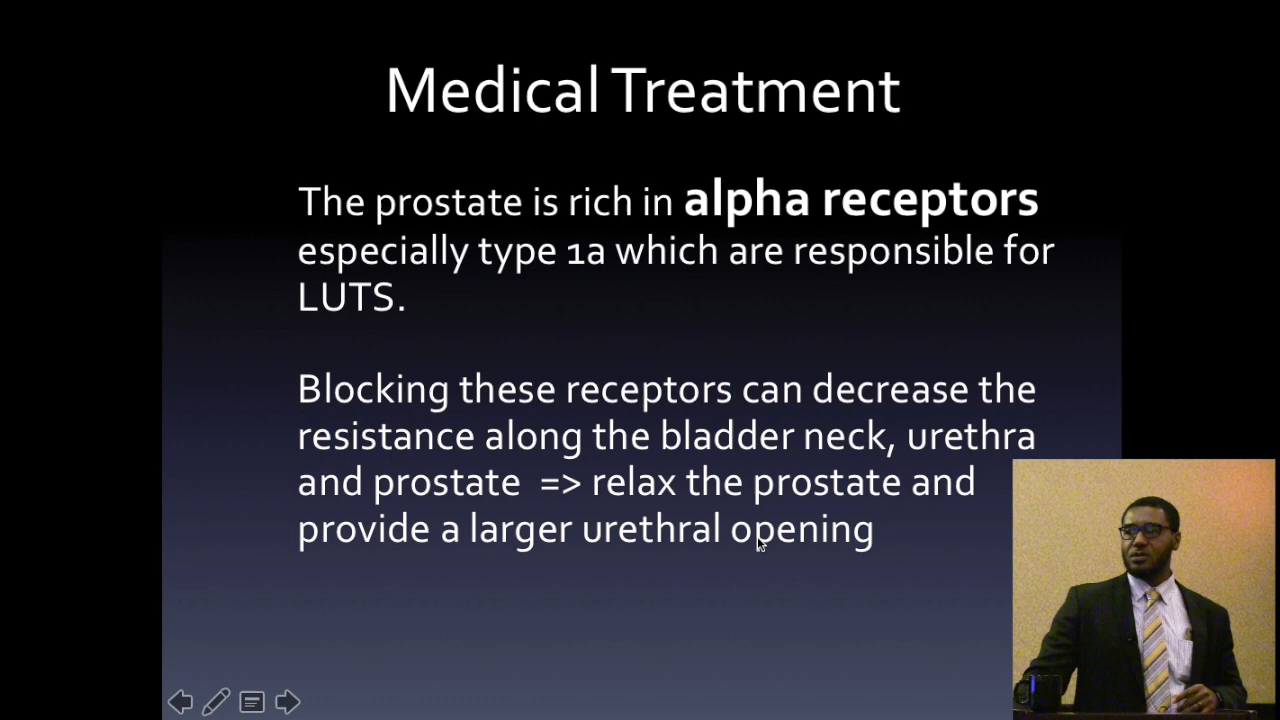 Medical Treatment
The prostate is rich in alpha receptors
especially type 1a which are responsible for
LUTS.
Blocking these receptors can decrease the
resistance along the bladder neck, urethra
and prostate => relax the prostate and
provide a larger urethral opening